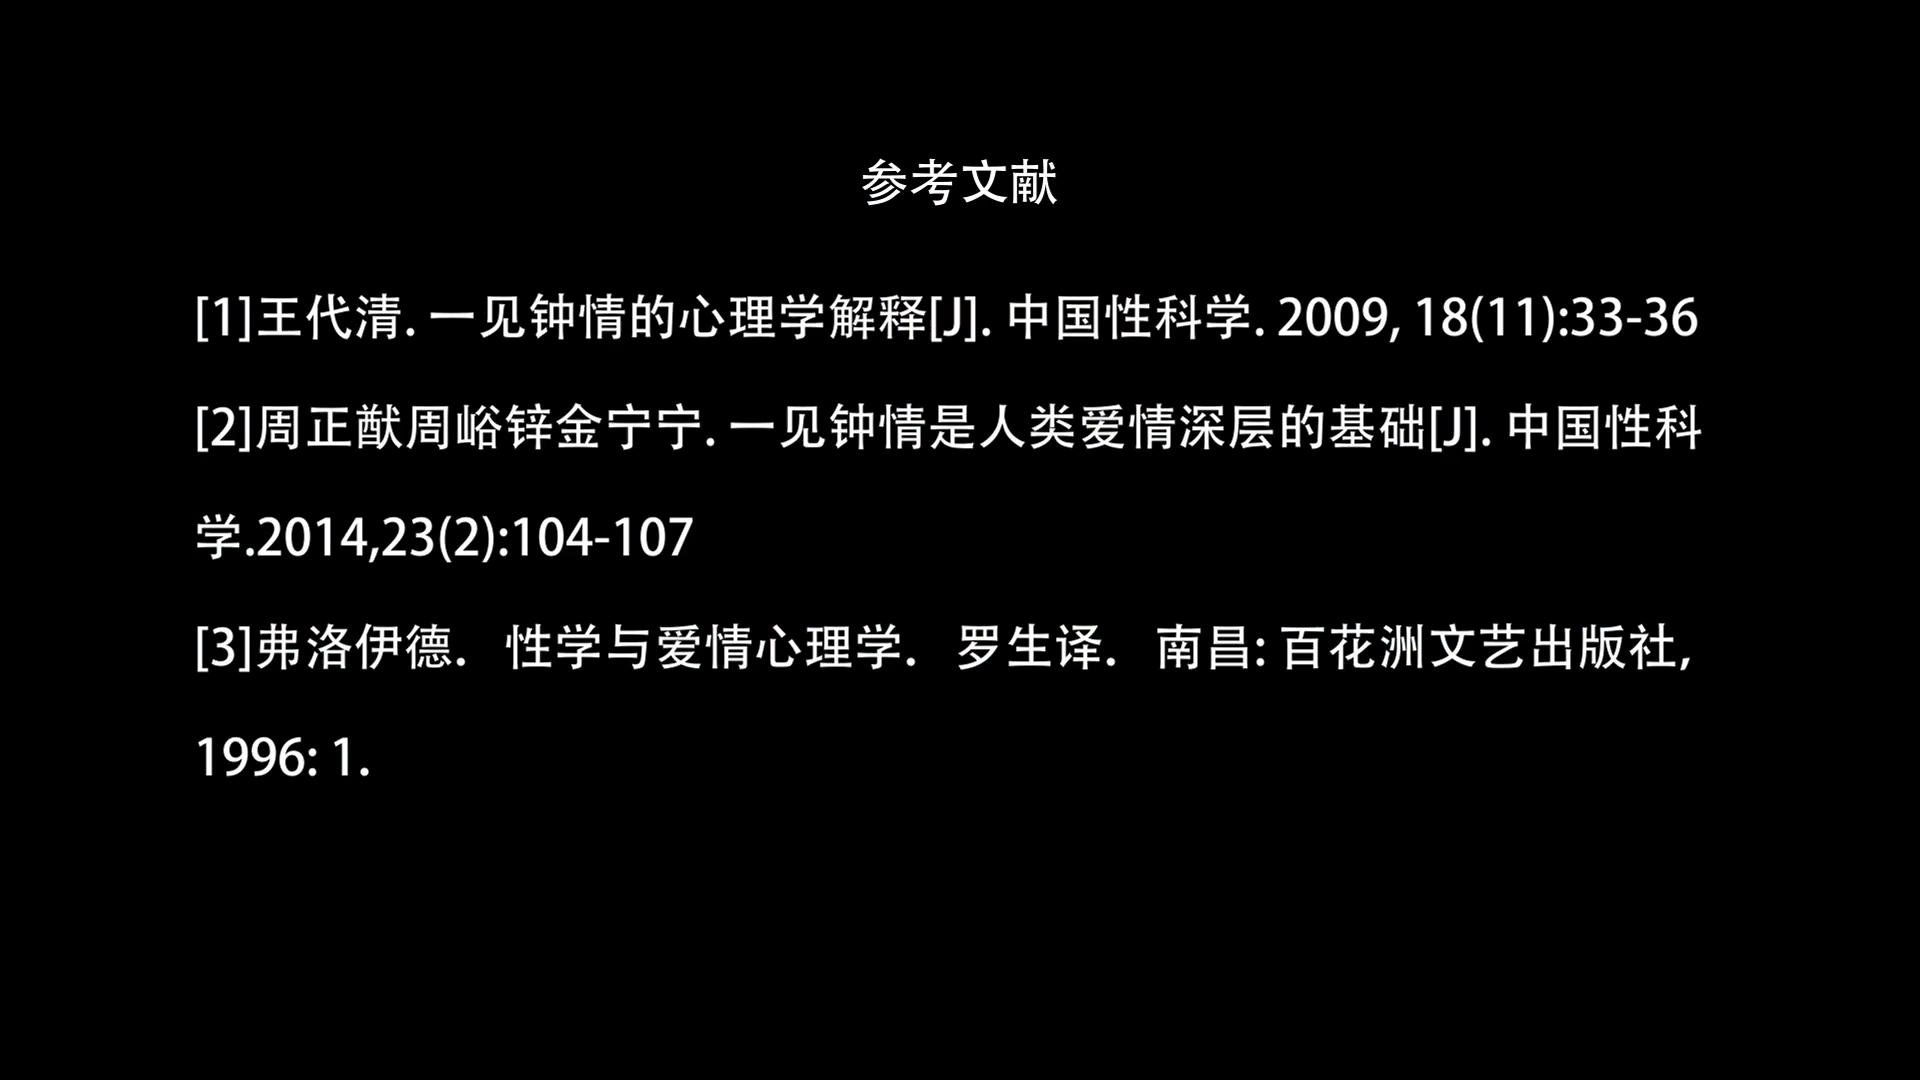 参考文献
[1]王代清. 一见钟情的心理学解释[J]. 中国性科学. 2009, 18(11):33-36
[2]周正猷周峪锌金宁宁. 一见钟情是人类爱情深层的基础[J]. 中国性科
学.2014,23(2):104-107
[3]弗洛伊德. 性学与爱情心理学. 罗生译. 南昌: 百花洲文艺出版社,
1996: 1.